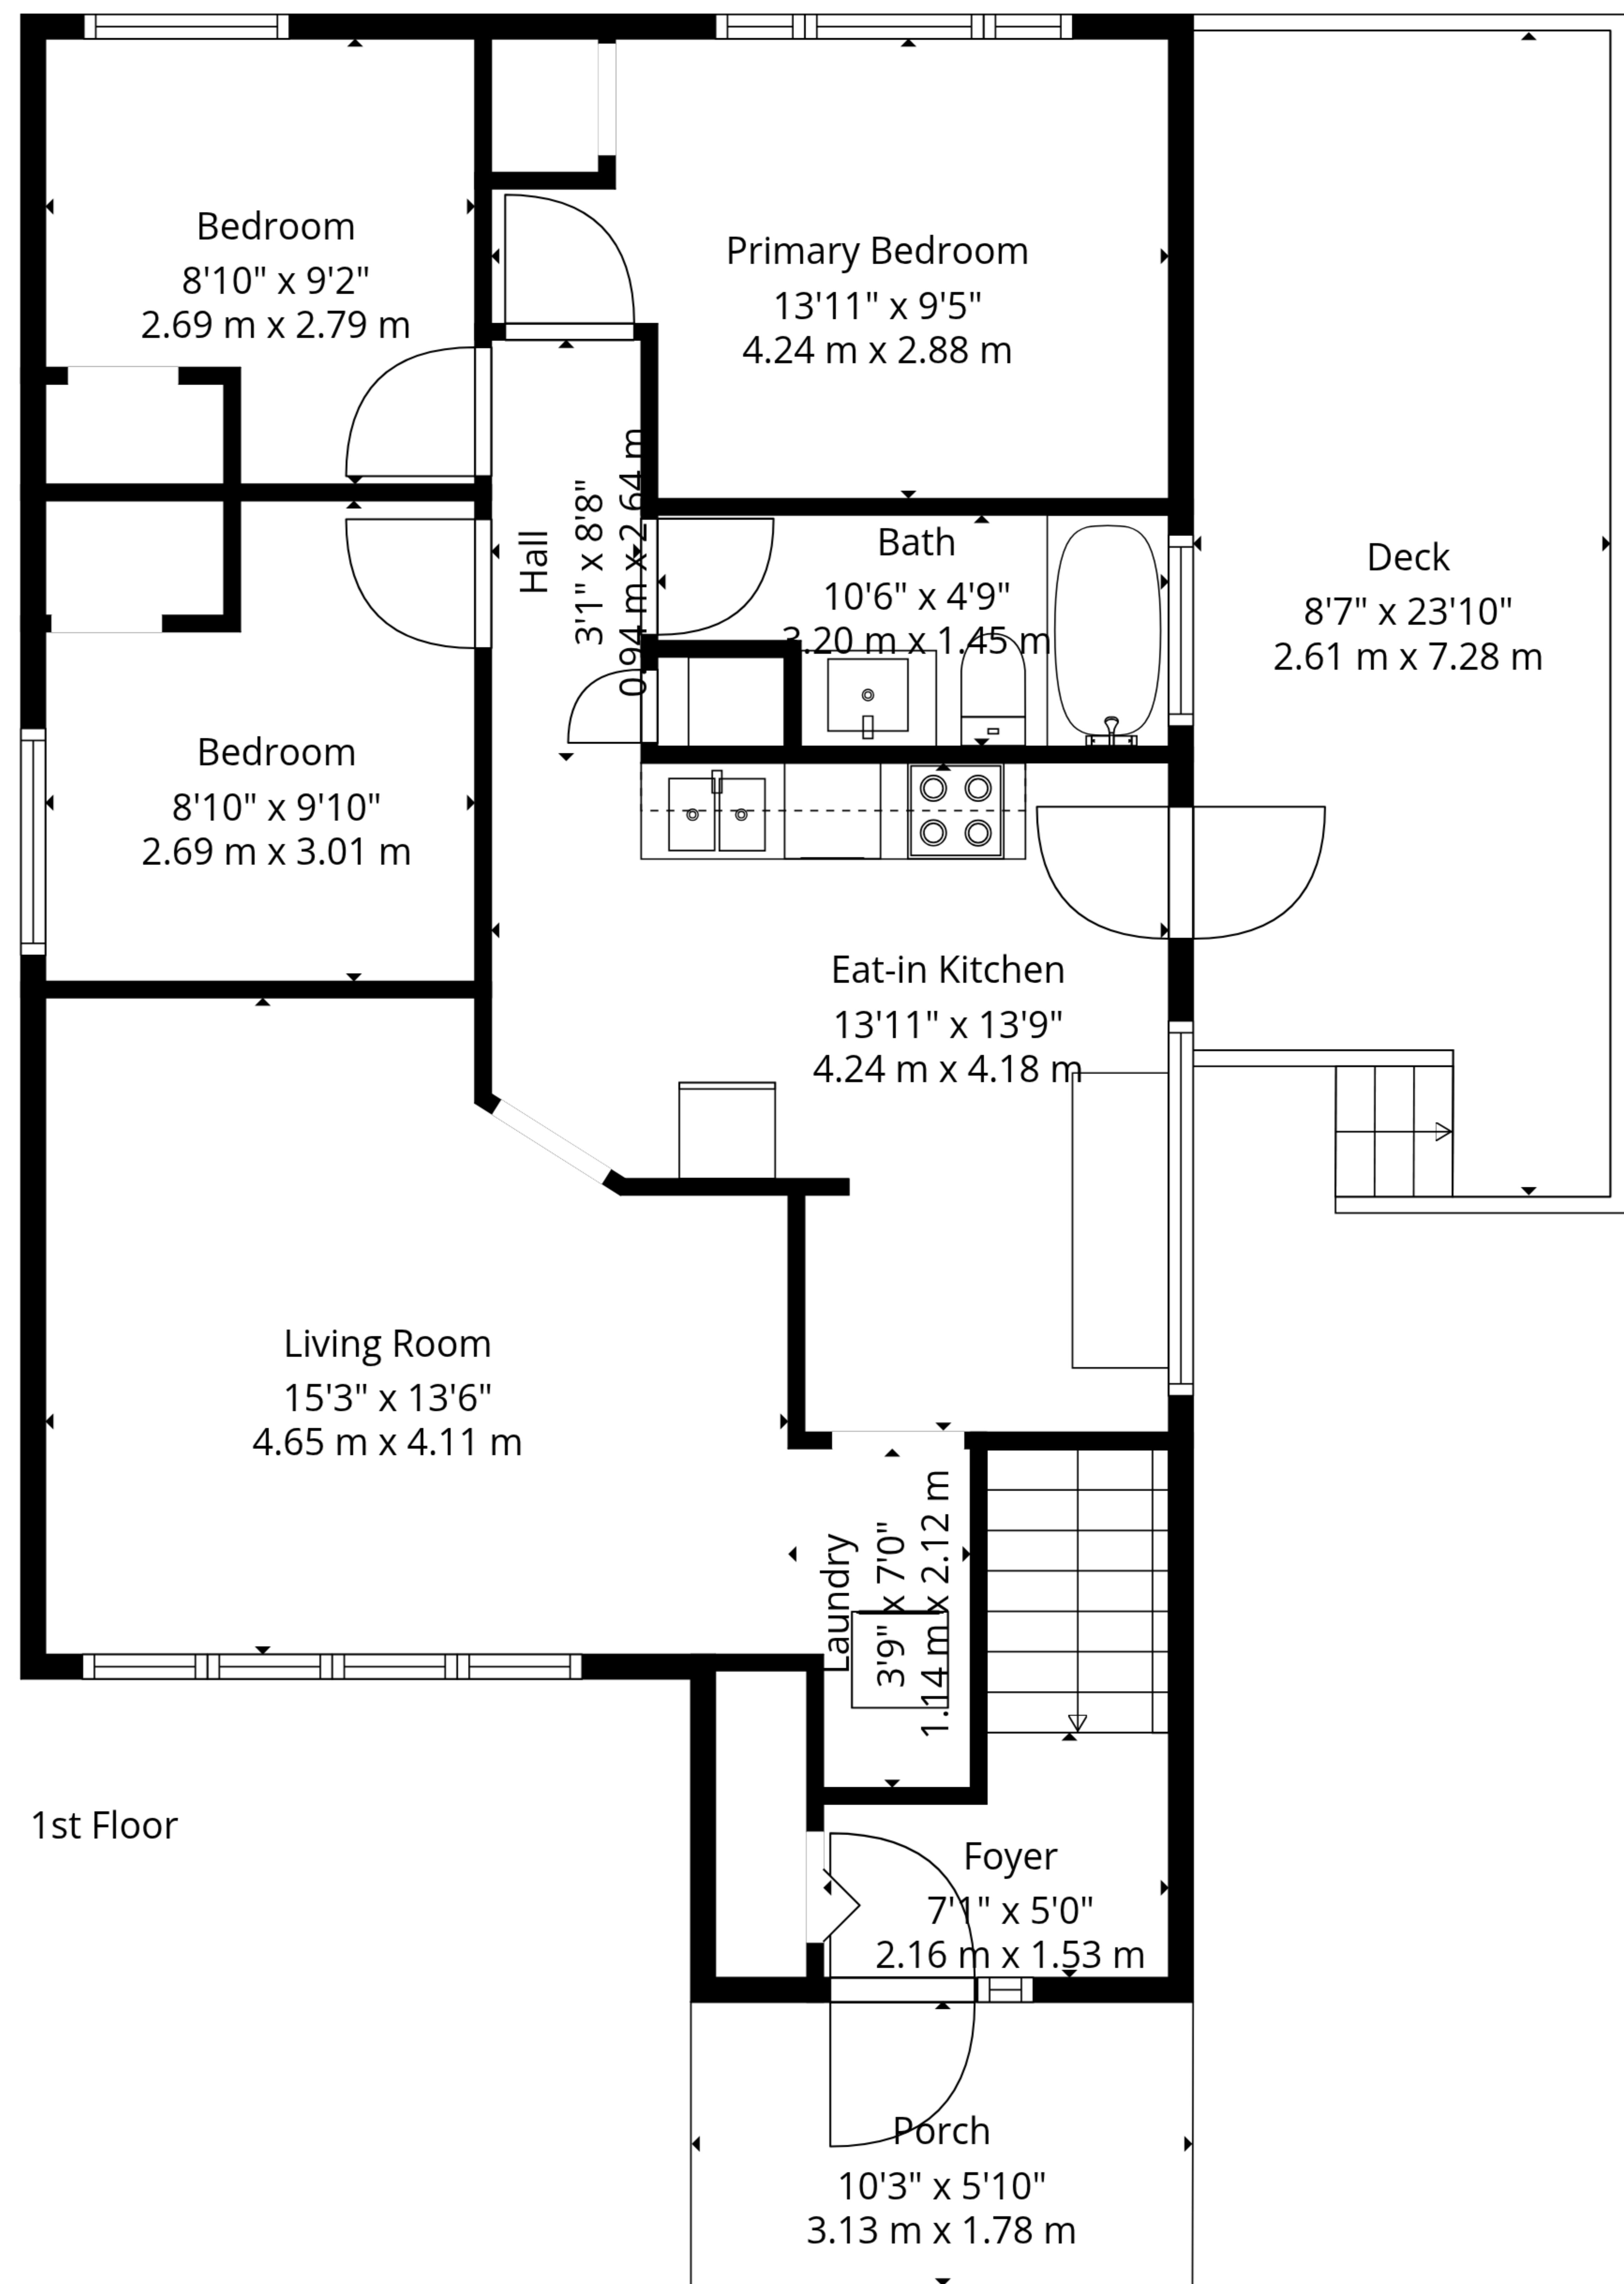 Bedroom
8'10" x 9'2"
2.69 m x 2.79 m
Primary Bedroom
13'11" x 9'5"
4.24 m x 2.88 m
Hall
3'1" x 8'8"
0.94 m x 2.64 m
Bath
10'6" x 4'9"
3.20 m x 1.45 m
Deck
8'7" x 23'10"
2.61 m x 7.28 m
Bedroom
8'10" x 9'10"
2.69 m x 3.01 m
Eat-in Kitchen
13'11" x 13'9"
4.24 m x 4.18 m
Living Room
15'3" x 13'6"
4.65 m x 4.11 m
Laundry
3'9" x 7'0"
1.14 m x 2.12 m
1st Floor
Foyer
7'1" x 5'0"
2.16 m x 1.53 m
Porch
10'3" x 5'10"
3.13 m x 1.78 m